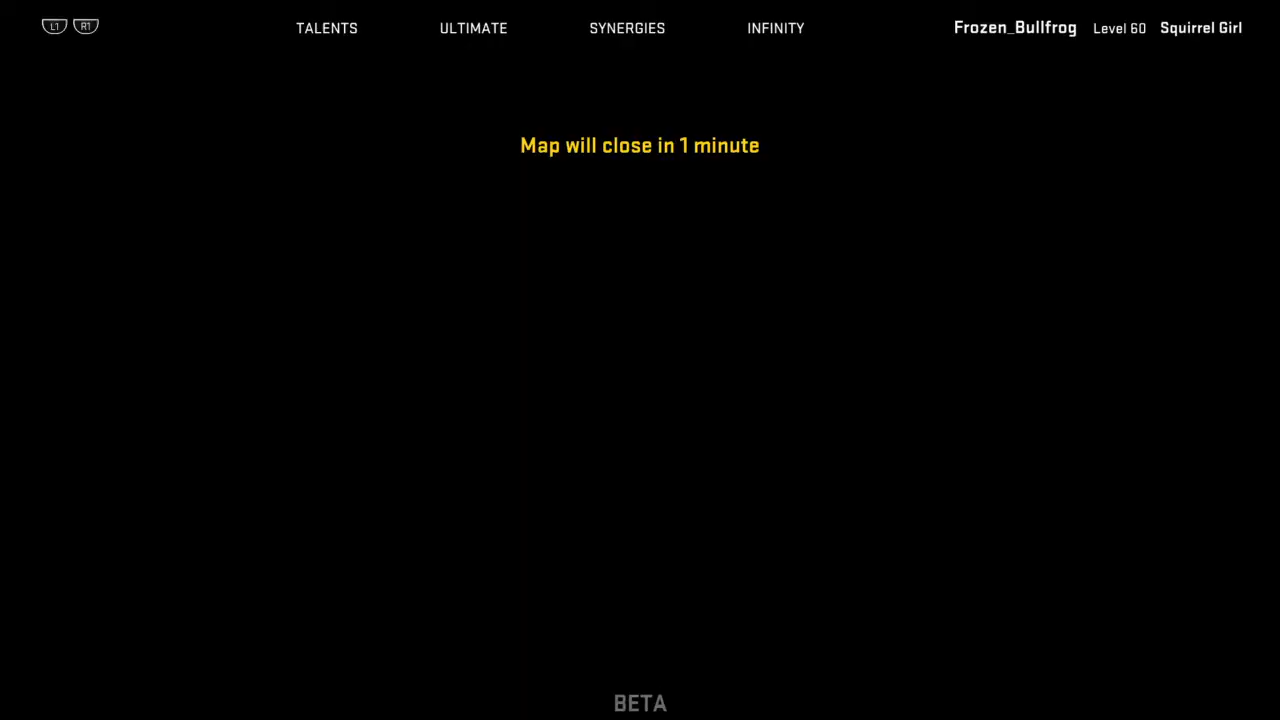 L1 R1 TALENTS ULTIMATE SYNERGIES INFINITY Frozen_Bullfrog Level 60 Squirrel Girl
Map will close in 1 minute
BETA